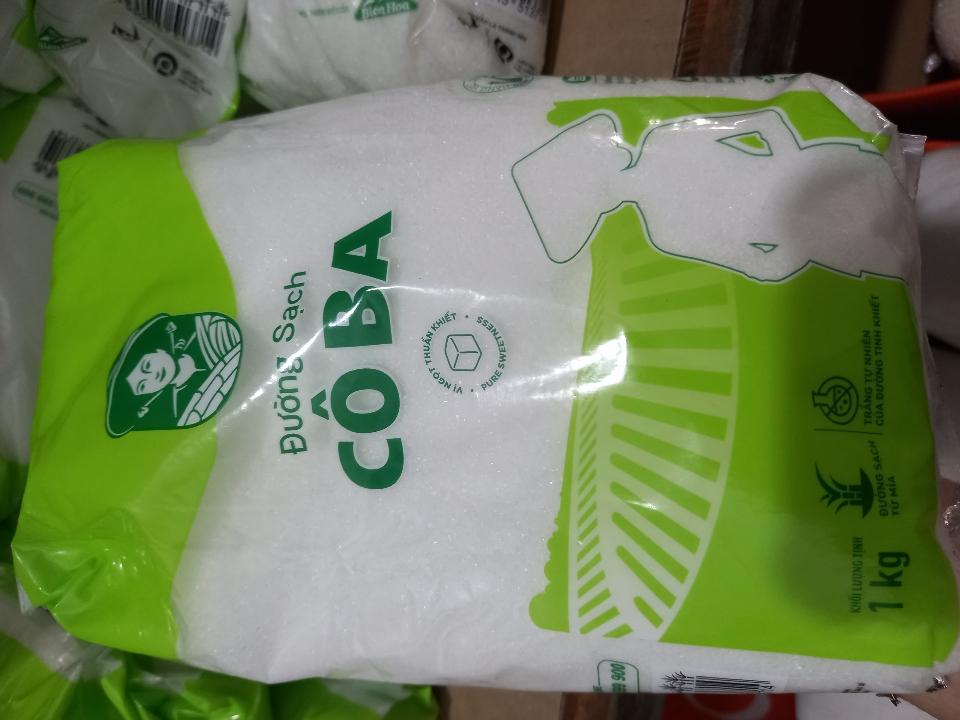 Đường Sạch
CÔ BA
VỊ NGỌT THUẦN KHIẾT • PURE SWEETNESS •
KHỐI LƯỢNG TỊNH
1 kg
ĐƯỜNG SẠCH
TỪ MÍA
TRẮNG TỰ NHIÊN
CỦA ĐƯỜNG TINH KHIẾT
Biên Hòa